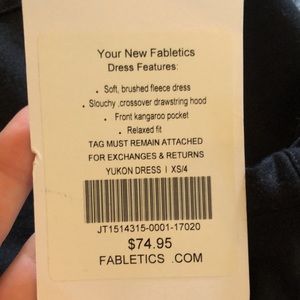 Your New Fabletics
Dress Features:
• Soft, brushed fleece dress
• Slouchy ,crossover drawstring hood
• Front kangaroo pocket
• Relaxed fit
TAG MUST REMAIN ATTACHED
FOR EXCHANGES & RETURNS
YUKON DRESS | XS/4
JT1514315-0001-17020
$74.95
FABLETICS .COM